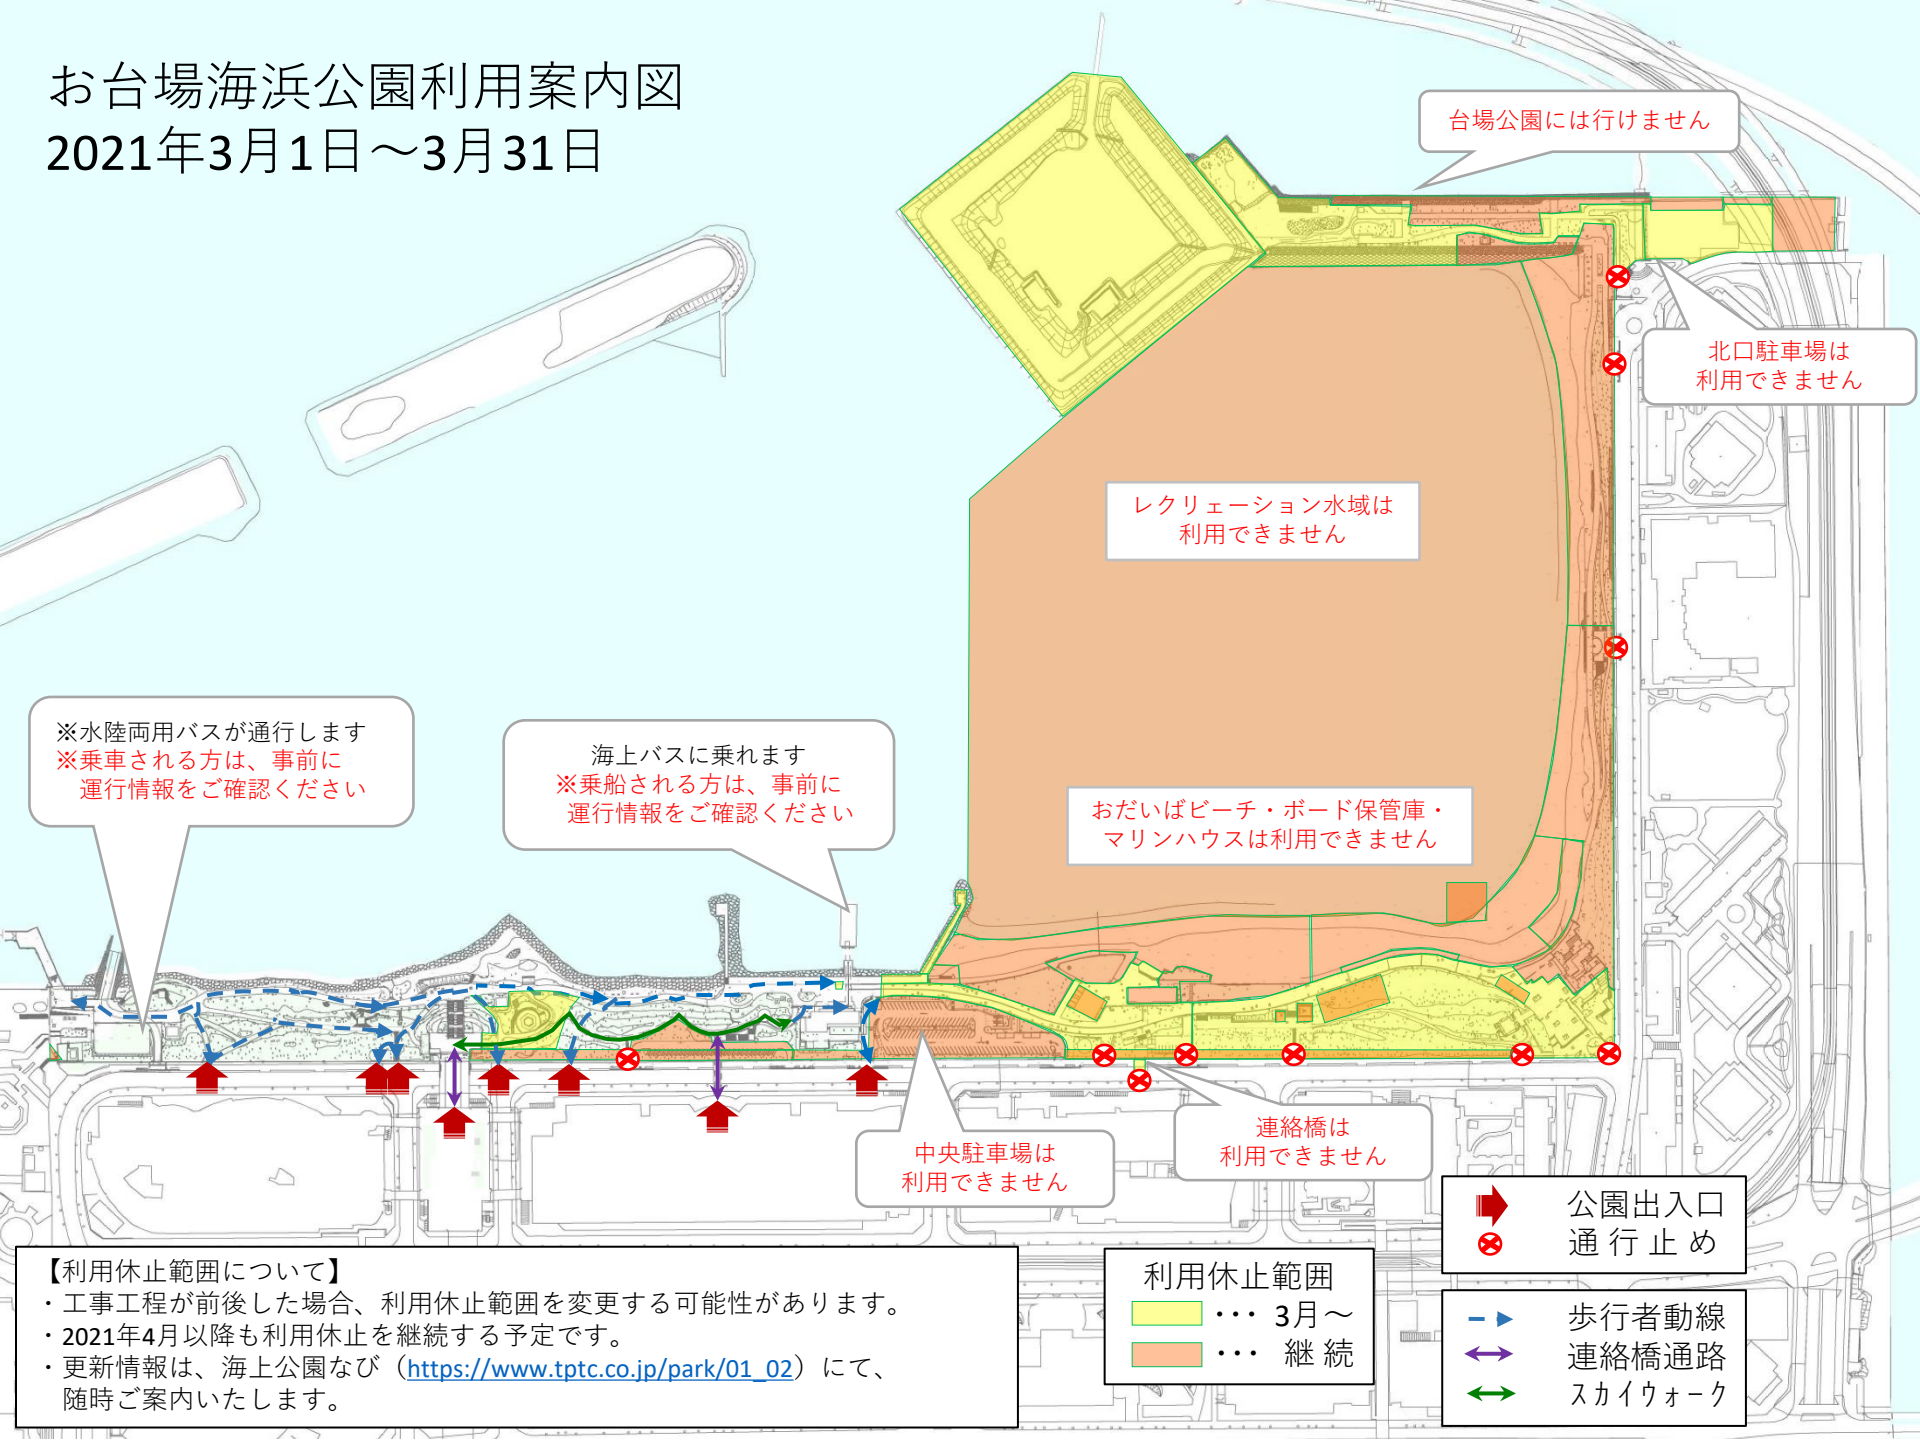 お台場海浜公園利用案内図
2021年3月1日～3月31日
台場公園には行けません
北口駐車場は
利用できません
レクリェーション水域は
利用できません
※水陸両用バスが通行します
※乗車される方は、事前に
運行情報をご確認ください
海上バスに乗れます
※乗船される方は、事前に
運行情報をご確認ください
おだいばビーチ・ボード保管庫・
マリンハウスは利用できません
中央駐車場は
利用できません
連絡橋は
利用できません
【利用休止範囲について】
・工事工程が前後した場合、利用休止範囲を変更する可能性があります。
・2021年4月以降も利用休止を継続する予定です。
・更新情報は、海上公園なび（https://www.tptc.co.jp/park/01_02）にて、
随時ご案内いたします。
利用休止範囲
･･･ 3月～
･･･ 継 続
公園出入口
通 行 止 め
歩行者動線
連絡橋通路
ｽｶｲｳｫｰｸ